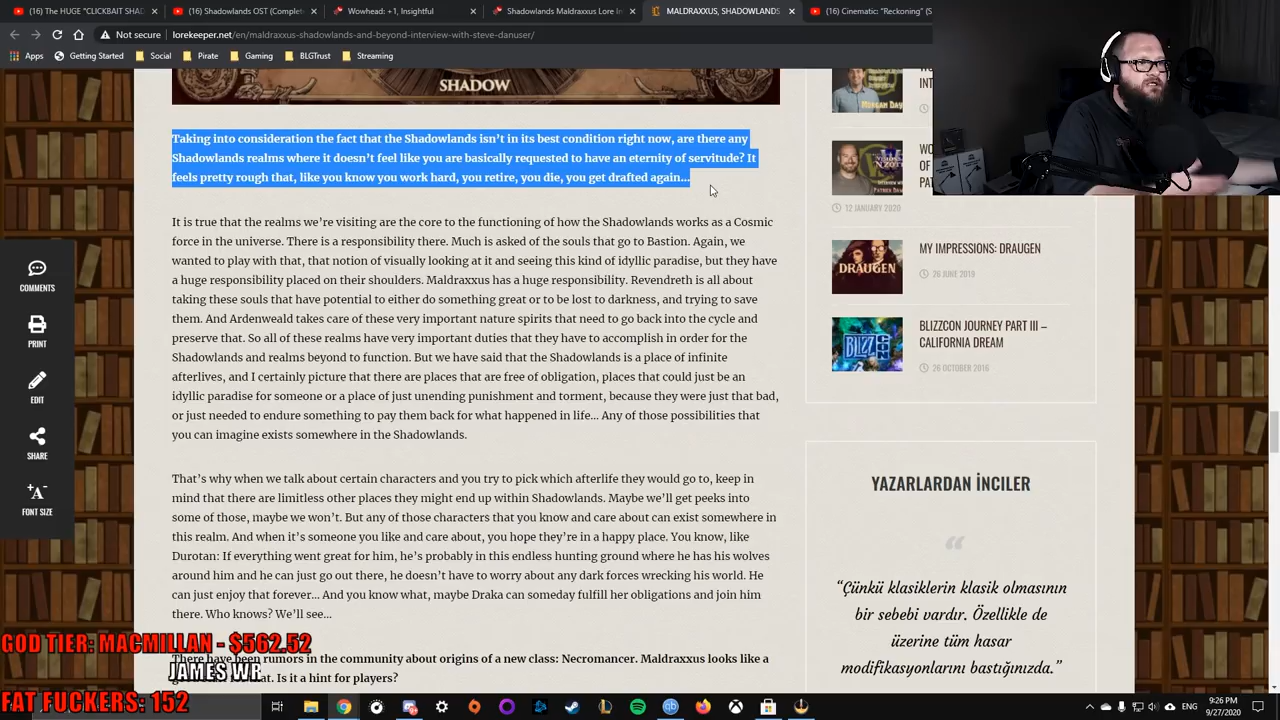 (16) The HUGE "CLICKBAIT SHAD
(16) Shadowlands OST (Complet
Wowhead: +1, Insightful
Shadowlands Maldraxxus Lore In
MALDRAXXUS, SHADOWLANDS
(16) Cinematic: "Reckoning" (S
Not secure
lorekeeper.net/en/maldraxxus-shadowlands-and-beyond-interview-with-steve-danuser/
Apps
Getting Started
Social
Pirate
Gaming
BLGTrust
Streaming
SHADOW
Taking into consideration the fact that the Shadowlands isn't in its best condition right now, are there any
Shadowlands realms where it doesn't feel like you are basically requested to have an eternity of servitude? It
feels pretty rough that, like you know you work hard, you retire, you die, you get drafted again...
It is true that the realms we're visiting are the core to the functioning of how the Shadowlands works as a Cosmic
force in the universe. There is a responsibility there. Much is asked of the souls that go to Bastion. Again, we
wanted to play with that, that notion of visually looking at it and seeing this kind of idyllic paradise, but they have
a huge responsibility placed on their shoulders. Maldraxxus has a huge responsibility. Revendreth is all about
taking these souls that have potential to either do something great or to be lost to darkness, and trying to save
them. And Ardenweald takes care of these very important nature spirits that need to go back into the cycle and
preserve that. So all of these realms have very important duties that they have to accomplish in order for the
Shadowlands and realms beyond to function. But we have said that the Shadowlands is a place of infinite
afterlives, and I certainly picture that there are places that are free of obligation, places that could just be an
idyllic paradise for someone or a place of just unending punishment and torment, because they were just that bad,
or just needed to endure something to pay them back for what happened in life... Any of those possibilities that
you can imagine exists somewhere in the Shadowlands.
That's why when we talk about certain characters and you try to pick which afterlife they would go to, keep in
mind that there are limitless other places they might end up within Shadowlands. Maybe we'll get peeks into
some of those, maybe we won't. But any of those characters that you know and care about can exist somewhere in
this realm. And when it's someone you like and care about, you hope they're in a happy place. You know, like
Durotan: If everything went great for him, he's probably in this endless hunting ground where he has his wolves
around him and he can just go out there, he doesn't have to worry about any dark forces wrecking his world. He
can just enjoy that forever... And you know what, maybe Draka can someday fulfill her obligations and join him
there. Who knows? We'll see...
There have been rumors in the community about origins of a new class: Necromancer. Maldraxxus looks like a
that. Is it a hint for players?
COMMENTS
PRINT
EDIT
SHARE
FONT SIZE
INT
MORGAN DAY
WO
OF
PAT
12 JANUARY 2020
MY IMPRESSIONS: DRAUGEN
26 JUNE 2019
DRAUGEN
BLIZZCON JOURNEY PART III –
CALIFORNIA DREAM
26 OCTOBER 2016
YAZARLARDAN İNCİLER
“
“Çünkü klasiklerin klasik olmasının
bir sebebi vardır. Özellikle de
üzerine tüm hasar
modifikasyonlarını bastığınızda.”
GOD TIER: MACMILLAN - $562.52
JAMES WR
FAT FUCKERS: 152
ENG
9:26 PM
9/27/2020